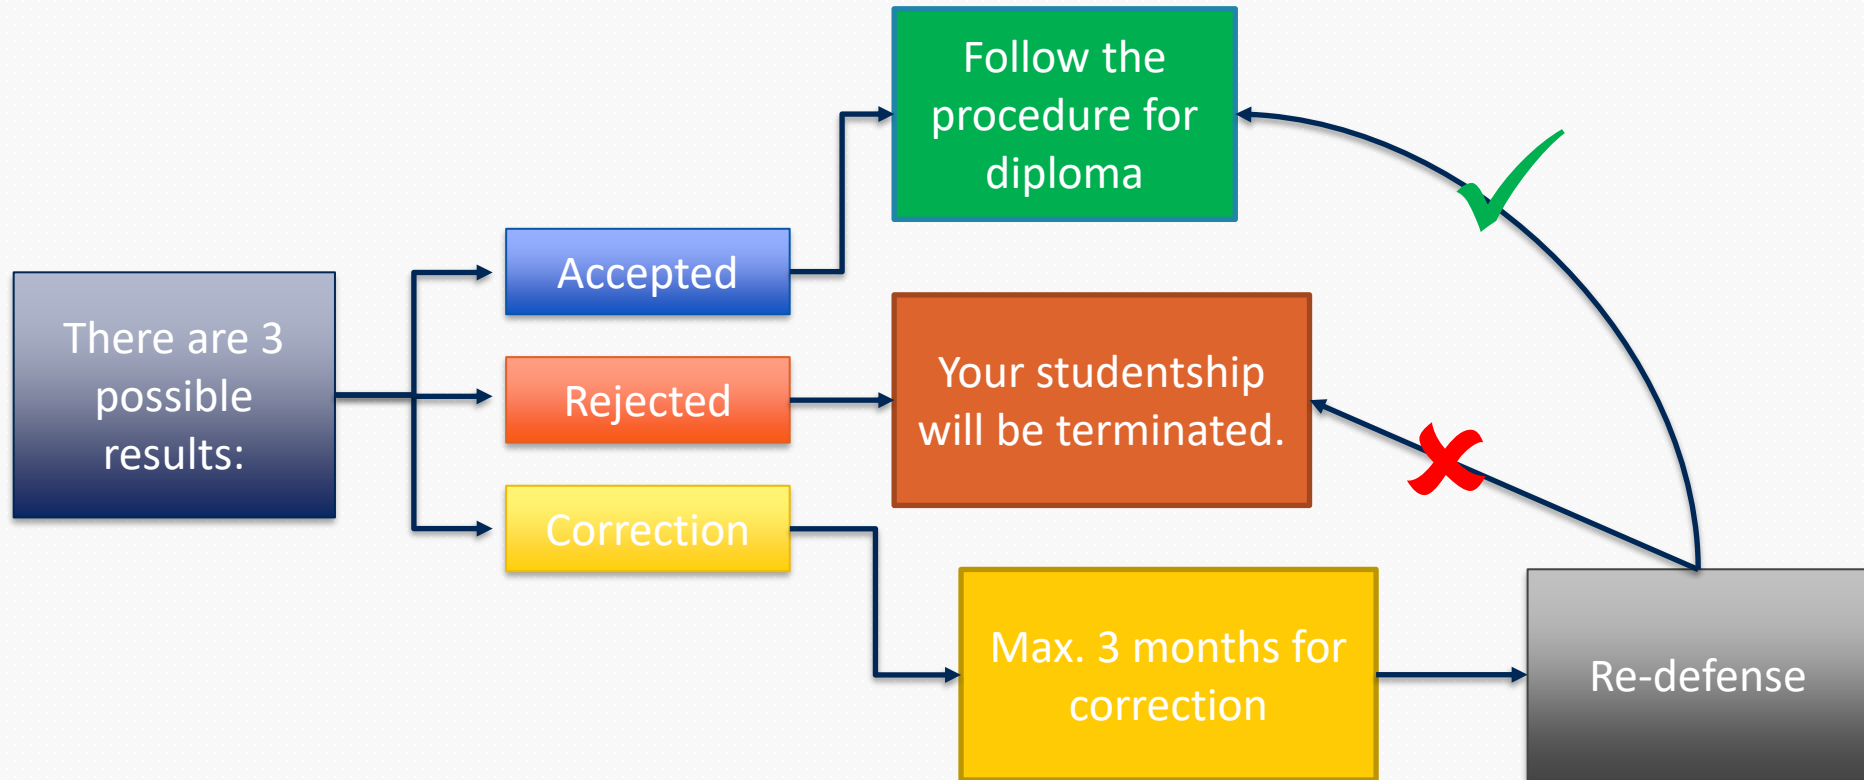 There are 3
possible
results:
Accepted
Rejected
Correction
Follow the
procedure for
diploma
Your studentship
will be terminated.
Max. 3 months for
correction
Re-defense